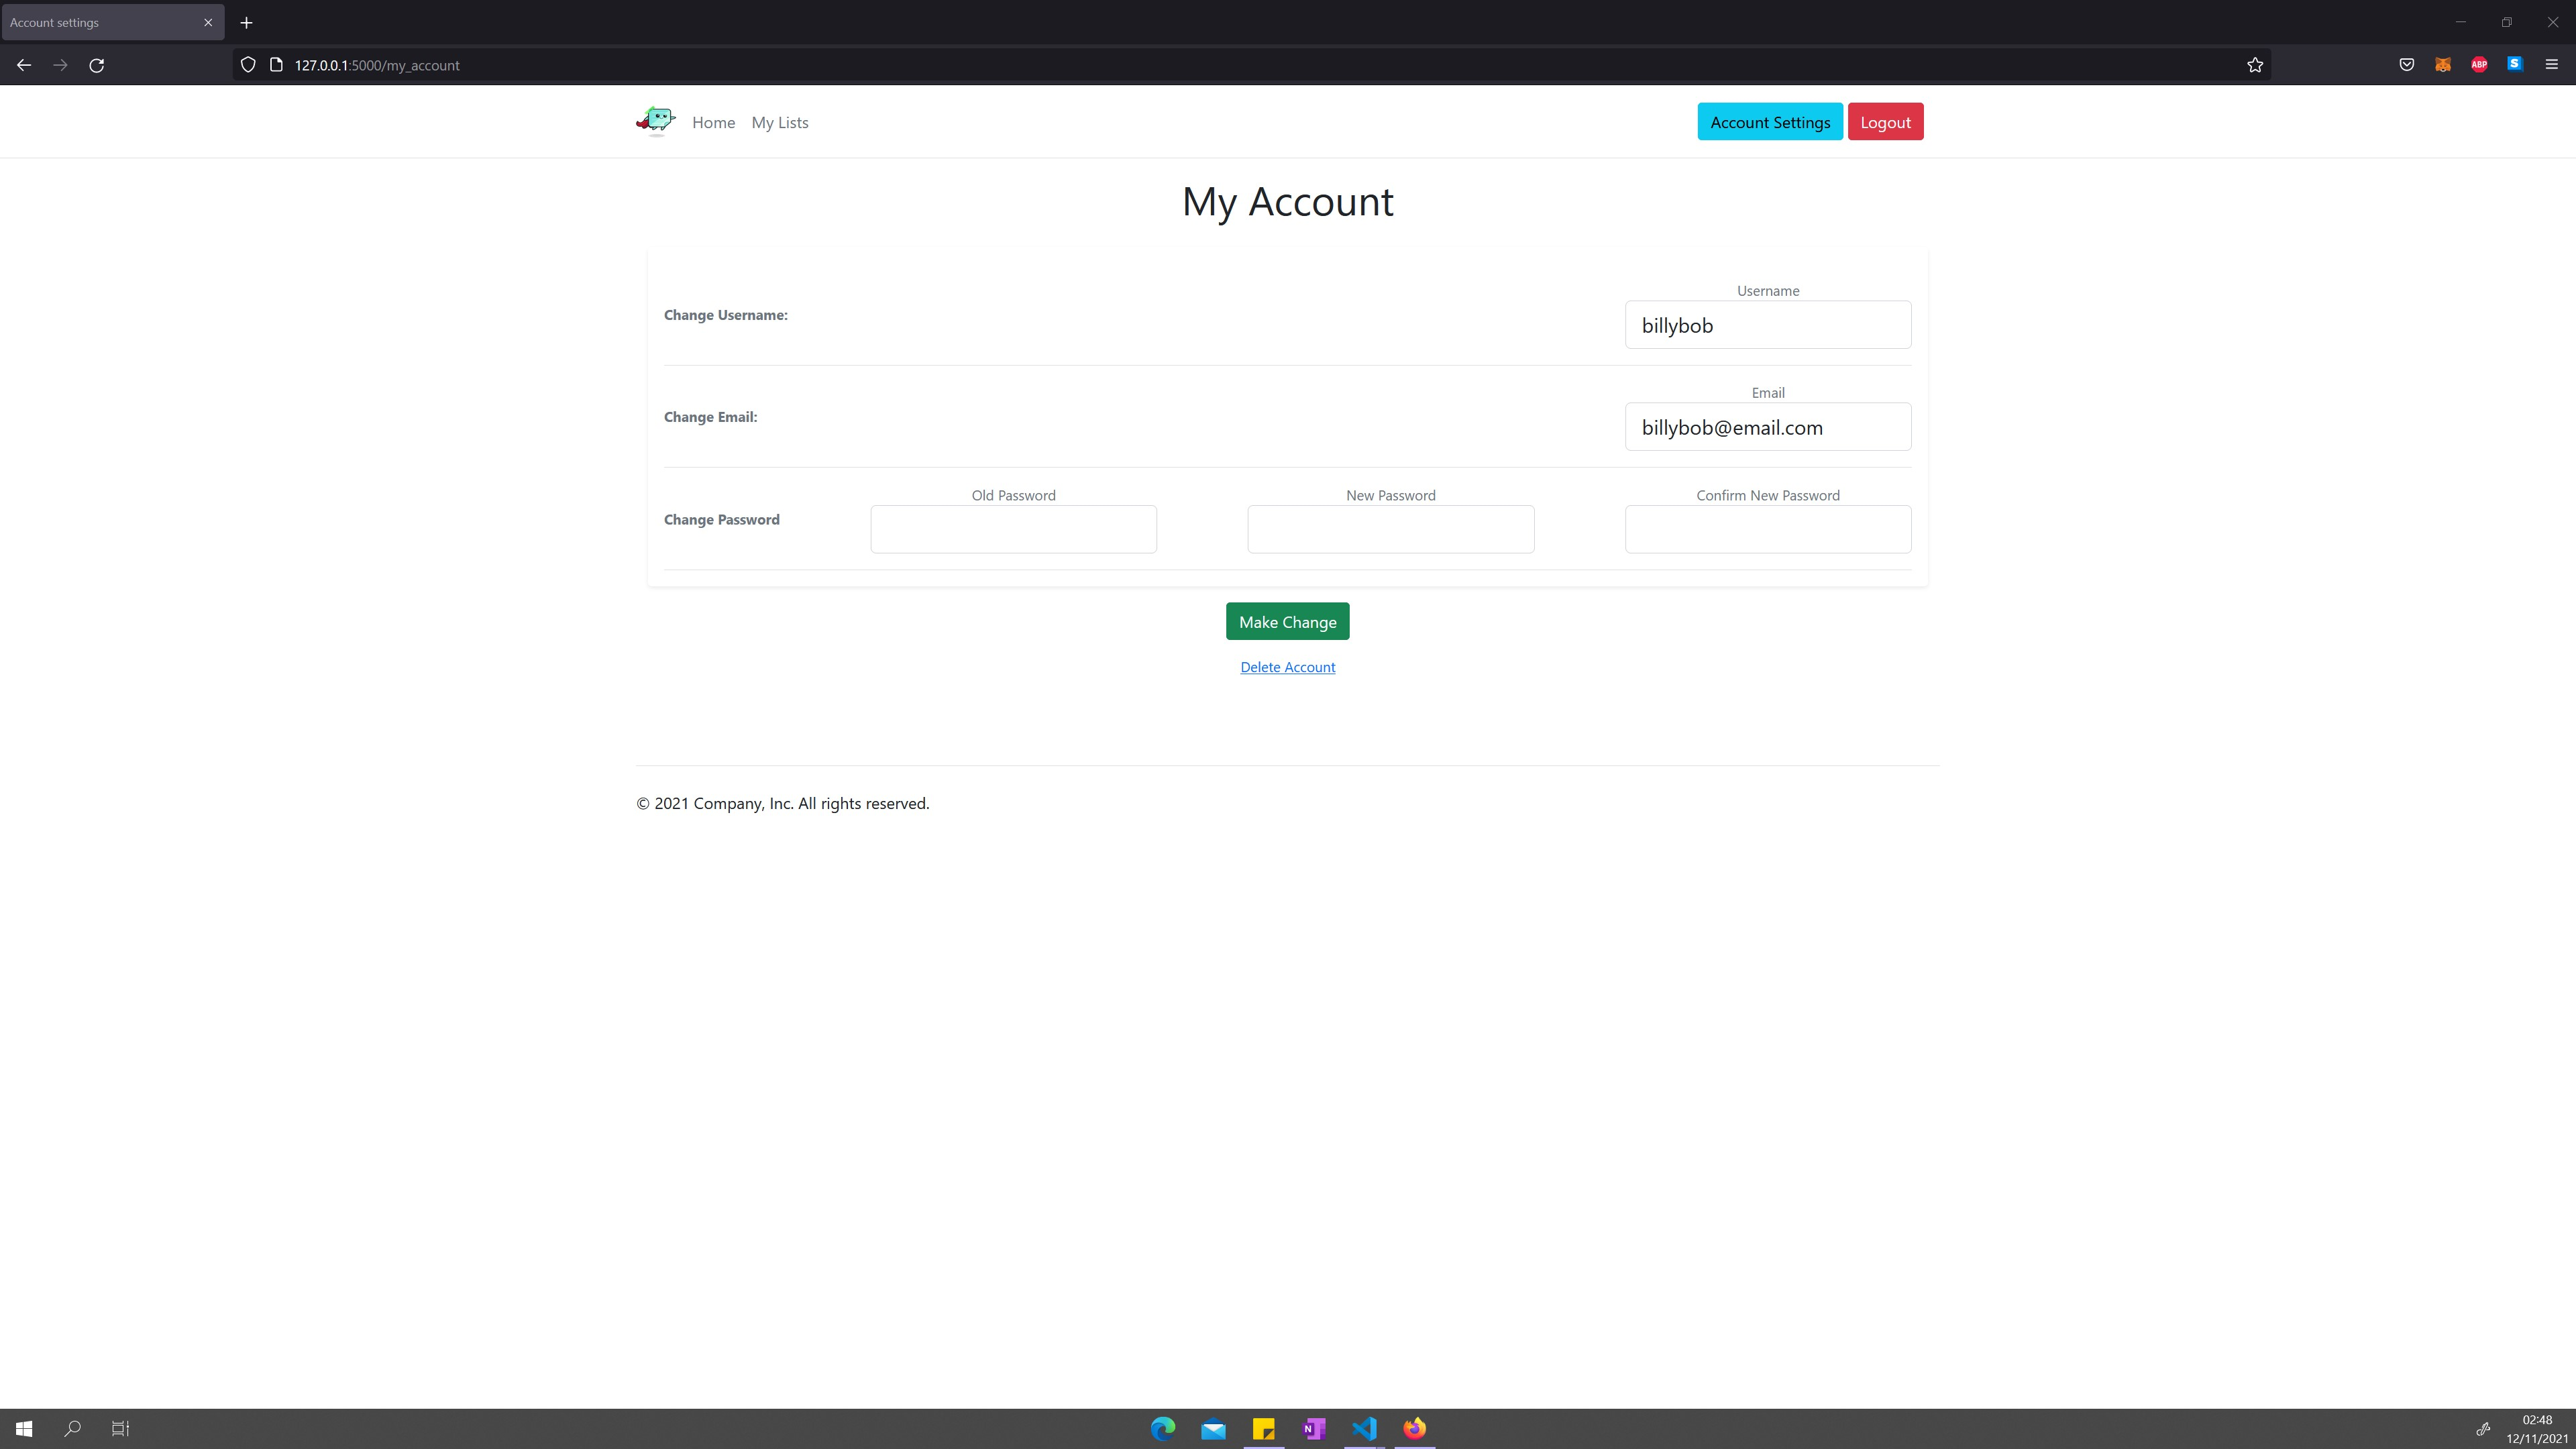 Account settings
127.0.0.1:5000/my_account
ABP
S
Home My Lists Account Settings Logout
My Account
Username
Change Username: billybob
Email
Change Email: billybob@email.com
Old Password New Password Confirm New Password
Change Password
Make Change
Delete Account
© 2021 Company, Inc. All rights reserved.
N
02:48
12/11/2021